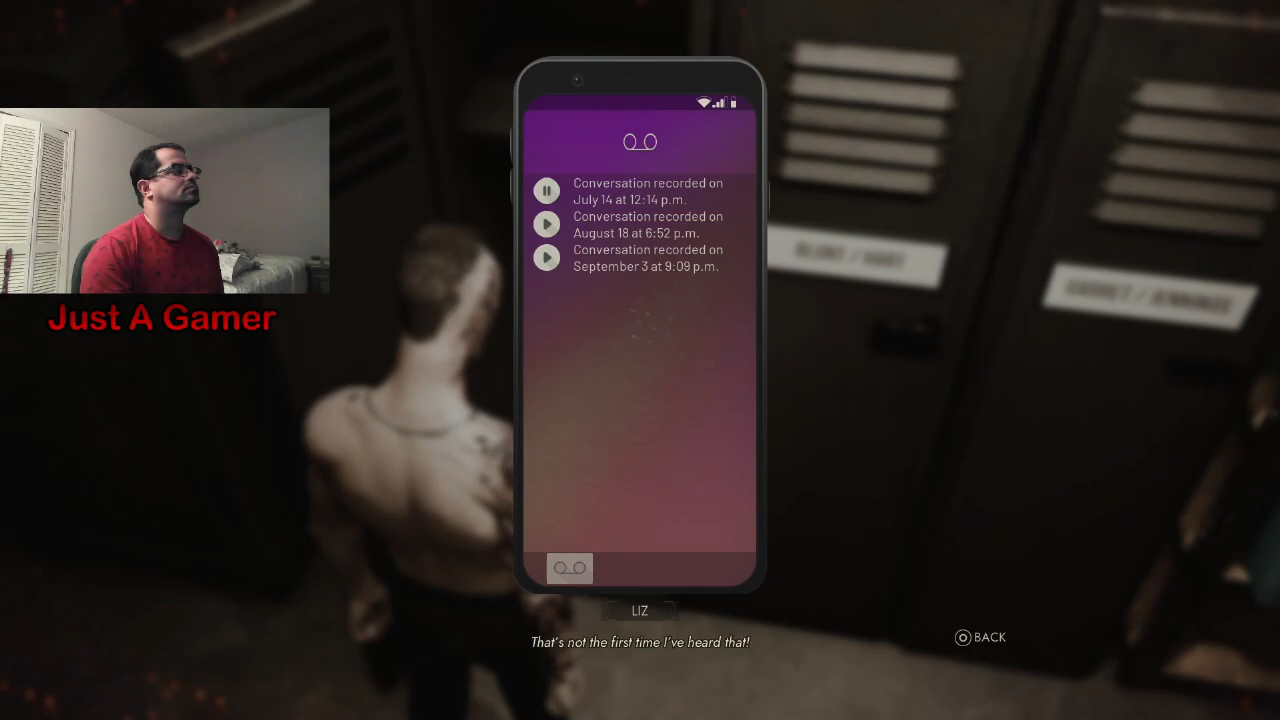 Conversation recorded on
July 14 at 12:14 p.m.
Conversation recorded on
August 18 at 6:52 p.m.
Conversation recorded on
September 3 at 9:09 p.m.
Just A Gamer
LIZ
That's not the first time I've heard that!
BACK